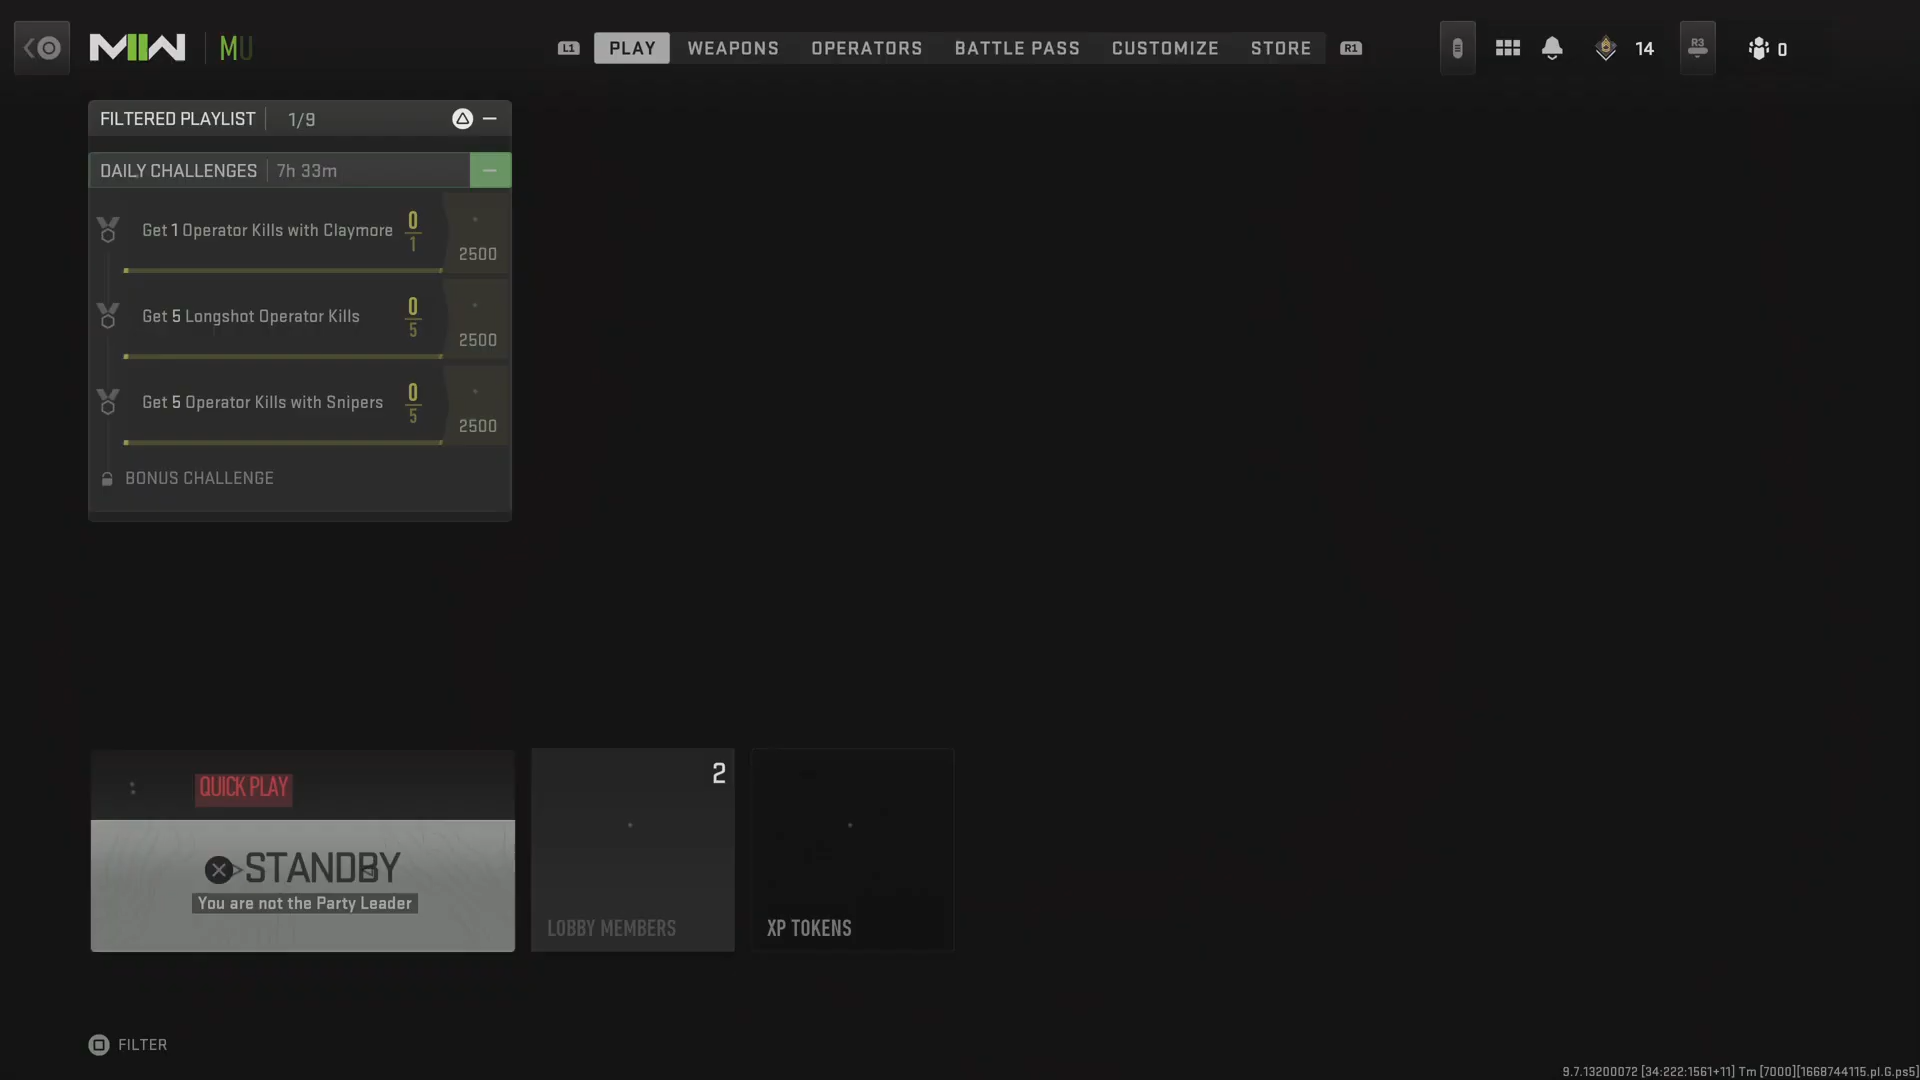 MWII MU
L1 PLAY WEAPONS OPERATORS BATTLE PASS CUSTOMIZE STORE R1
14 R3 0
FILTERED PLAYLIST 1/9
DAILY CHALLENGES 7h 33m
Get 1 Operator Kills with Claymore 0/1
2500
Get 5 Longshot Operator Kills 0/5
2500
Get 5 Operator Kills with Snipers 0/5
2500
BONUS CHALLENGE
QUICK PLAY
STANDBY
You are not the Party Leader
2
LOBBY MEMBERS
XP TOKENS
FILTER
9.7.13200072 [34:222:1561+11] Tm [7000][1668744115.pl.G.ps5]